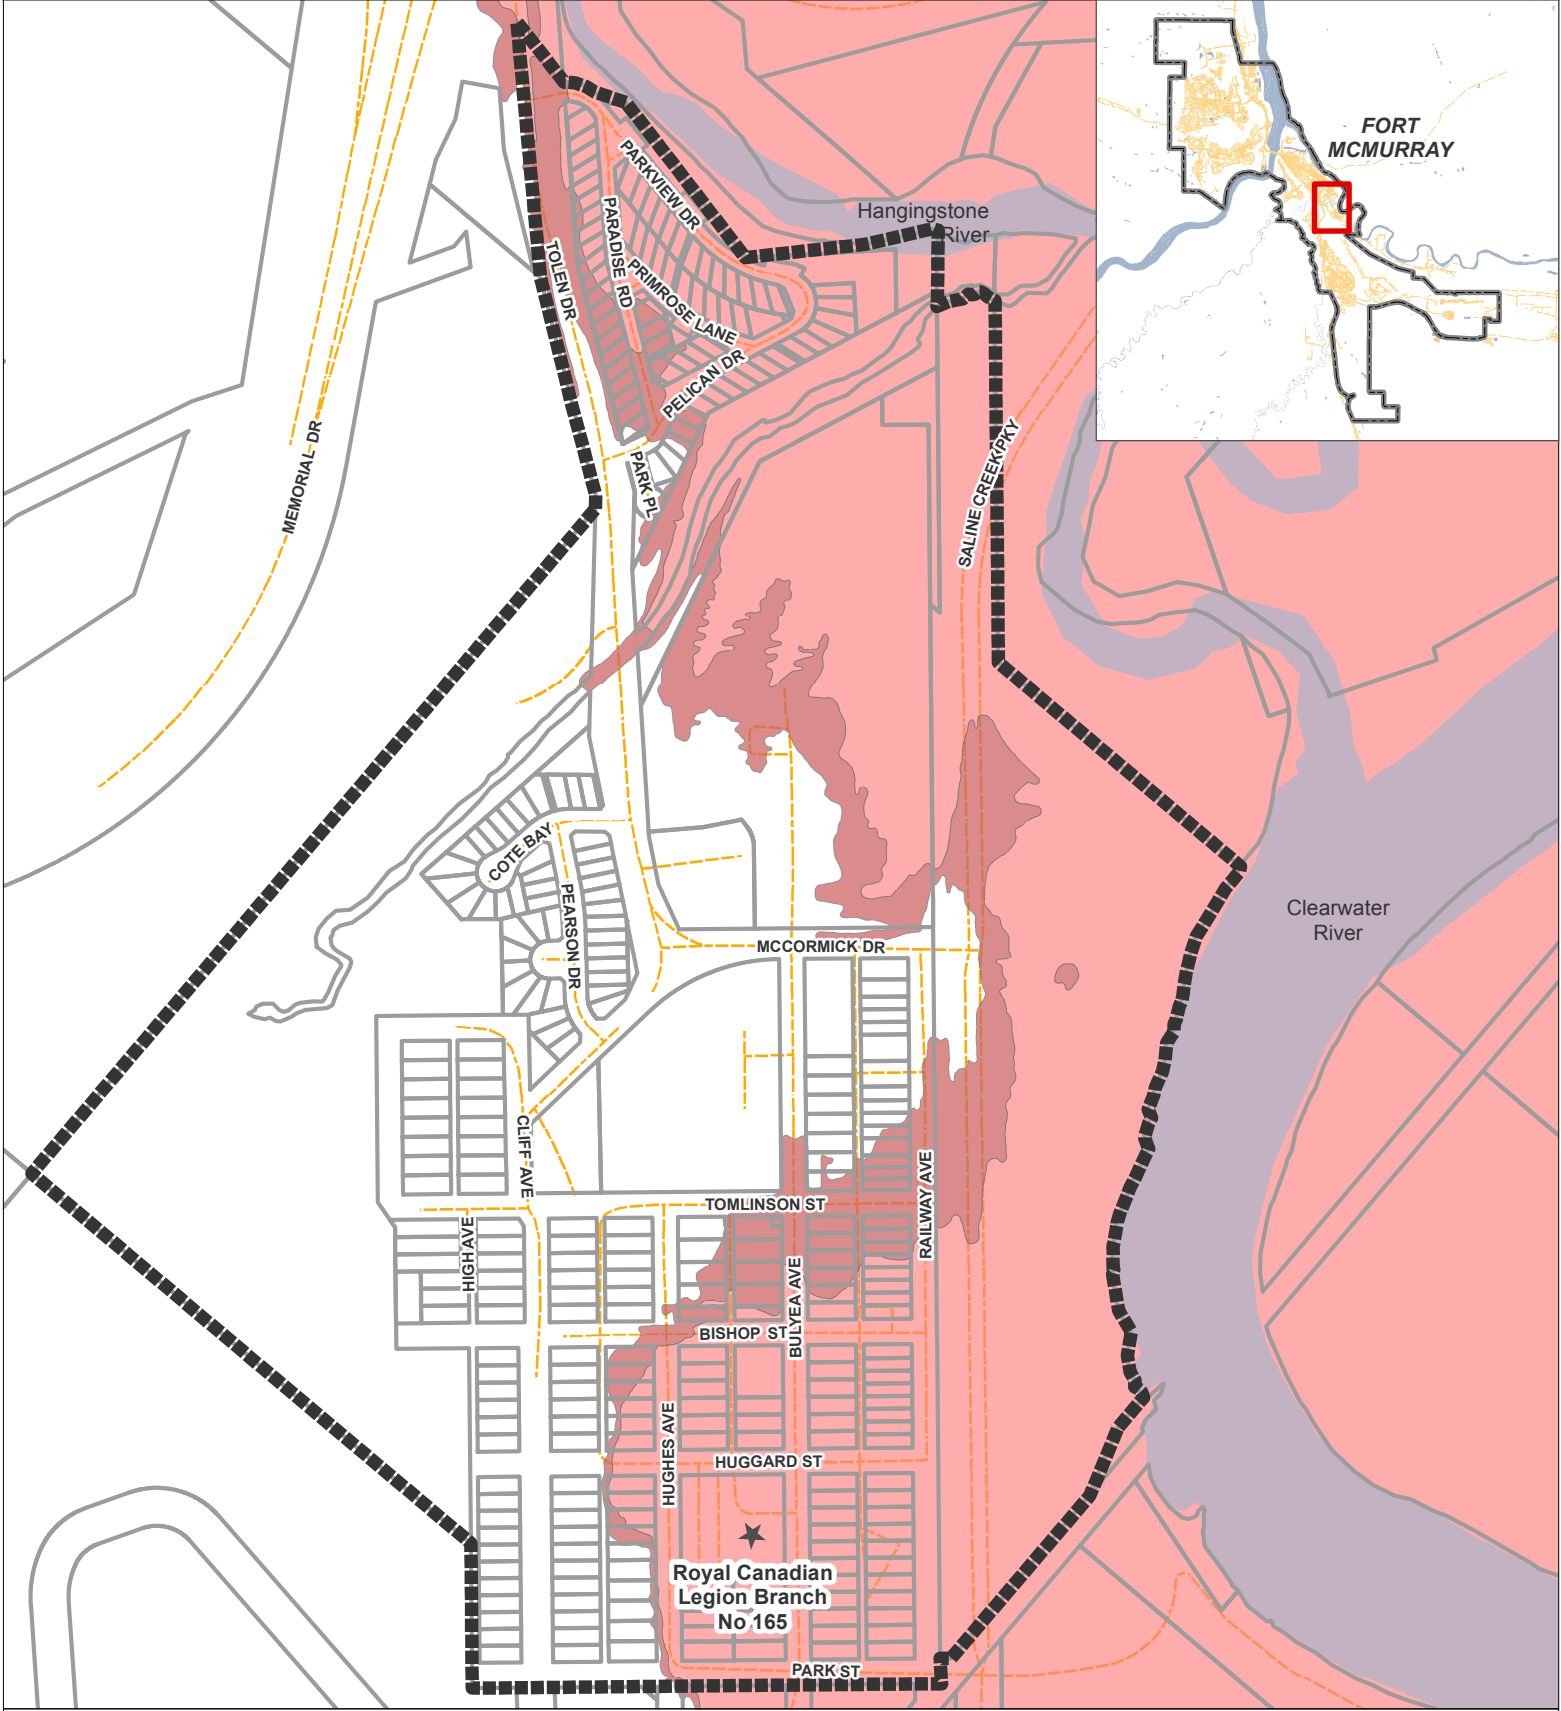 FORT
MCMURRAY
Hangingstone
River
PARKVIEW DR
PARADISE RD
TOLEN DR
PRIMROSE LANE
PELICAN DR
PARK PL
MEMORIAL DR
SALINE CREEK PKY
COTE BAY
PEARSON DR
Clearwater
River
MCCORMICK DR
CLIFF AVE
RAILWAY AVE
TOMLINSON ST
HIGH AVE
BULYEA AVE
BISHOP ST
HUGHES AVE
HUGGARD ST
Royal Canadian
Legion Branch
No 165
PARK ST